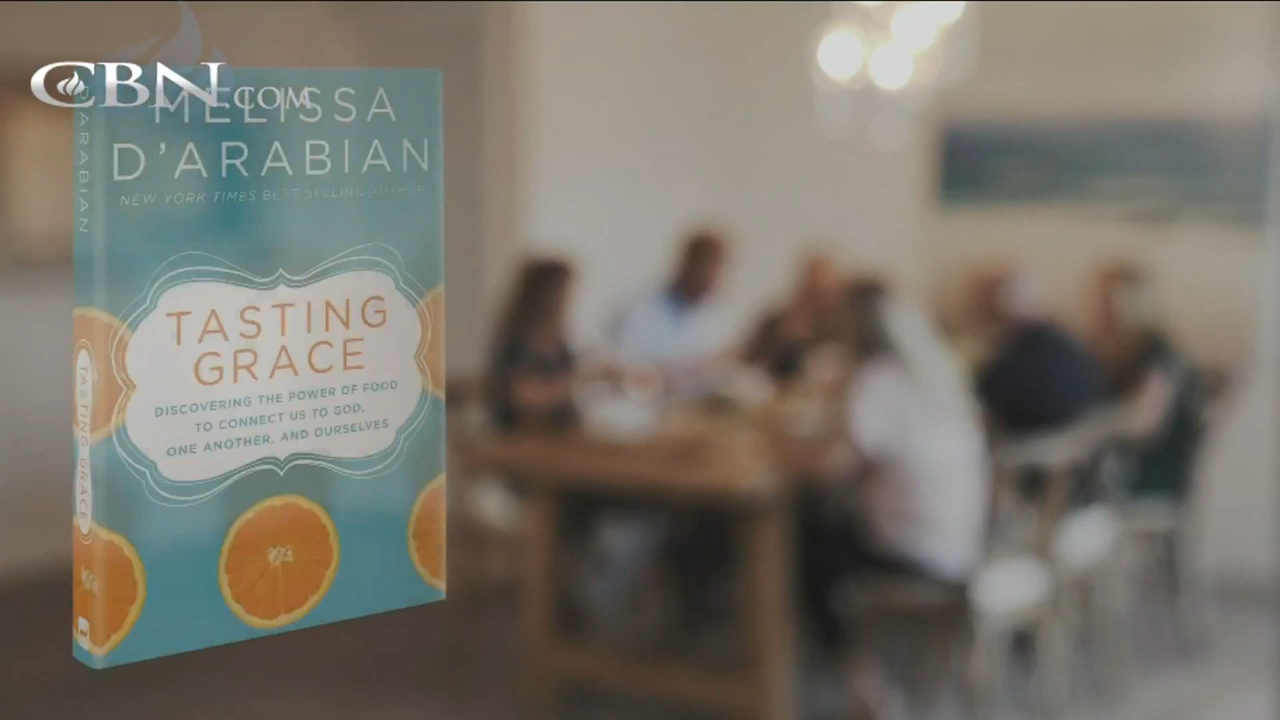 CBN.COM
MELISSA
D'ARABIAN
NEW YORK TIMES BEST SELLING AUTHOR
TASTING
GRACE
DISCOVERING THE POWER OF FOOD
TO CONNECT US TO GOD,
ONE ANOTHER, AND OURSELVES
D'ARABIAN
TASTING GRACE